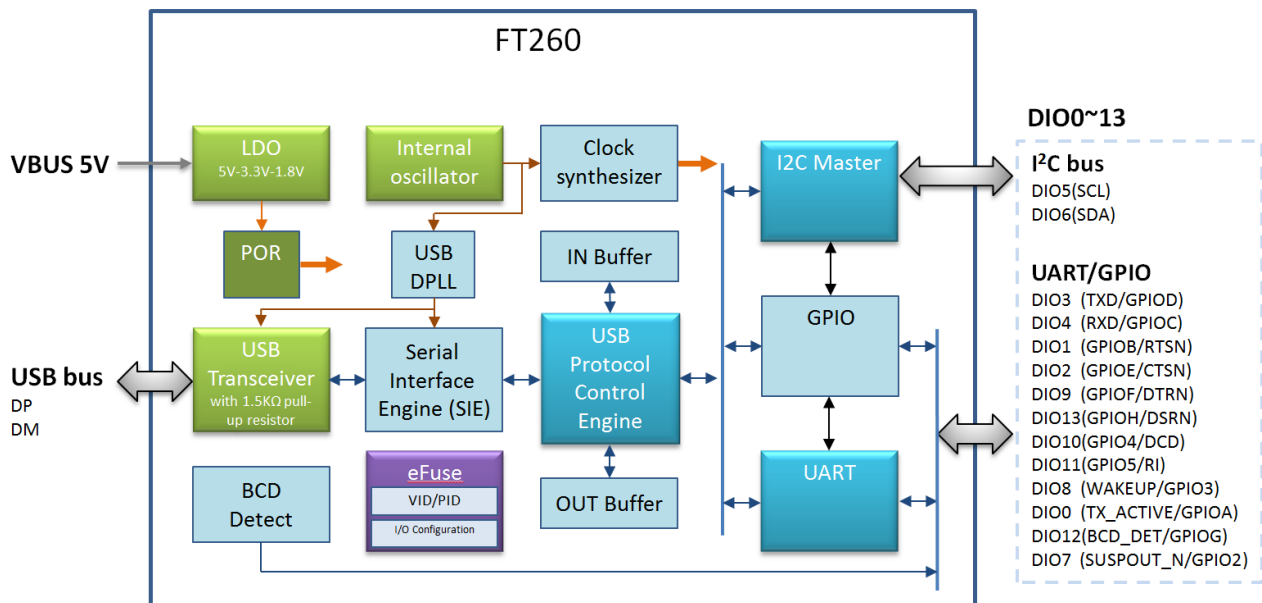 FT260
VBUS 5V
LDO
5V-3.3V-1.8V
Internal
oscillator
Clock
synthesizer
I2C Master
DIO0~13
I²C bus
DIO5(SCL)
DIO6(SDA)
POR
USB
DPLL
IN Buffer
GPIO
USB bus
DP
DM
USB
Transceiver
with 1.5KΩ pull-
up resistor
Serial
Interface
Engine (SIE)
USB
Protocol
Control
Engine
UART/GPIO
DIO3 (TXD/GPIOD)
DIO4 (RXD/GPIOC)
DIO1 (GPIOB/RTSN)
DIO2 (GPIOE/CTSN)
DIO9 (GPIOF/DTRN)
DIO13(GPIOH/DSRN)
DIO10(GPIO4/DCD)
DIO11(GPIO5/RI)
DIO8 (WAKEUP/GPIO3)
DIO0 (TX_ACTIVE/GPIOA)
DIO12(BCD_DET/GPIOG)
DIO7 (SUSPOUT_N/GPIO2)
BCD
Detect
eFuse
VID/PID
I/O Configuration
OUT Buffer
UART